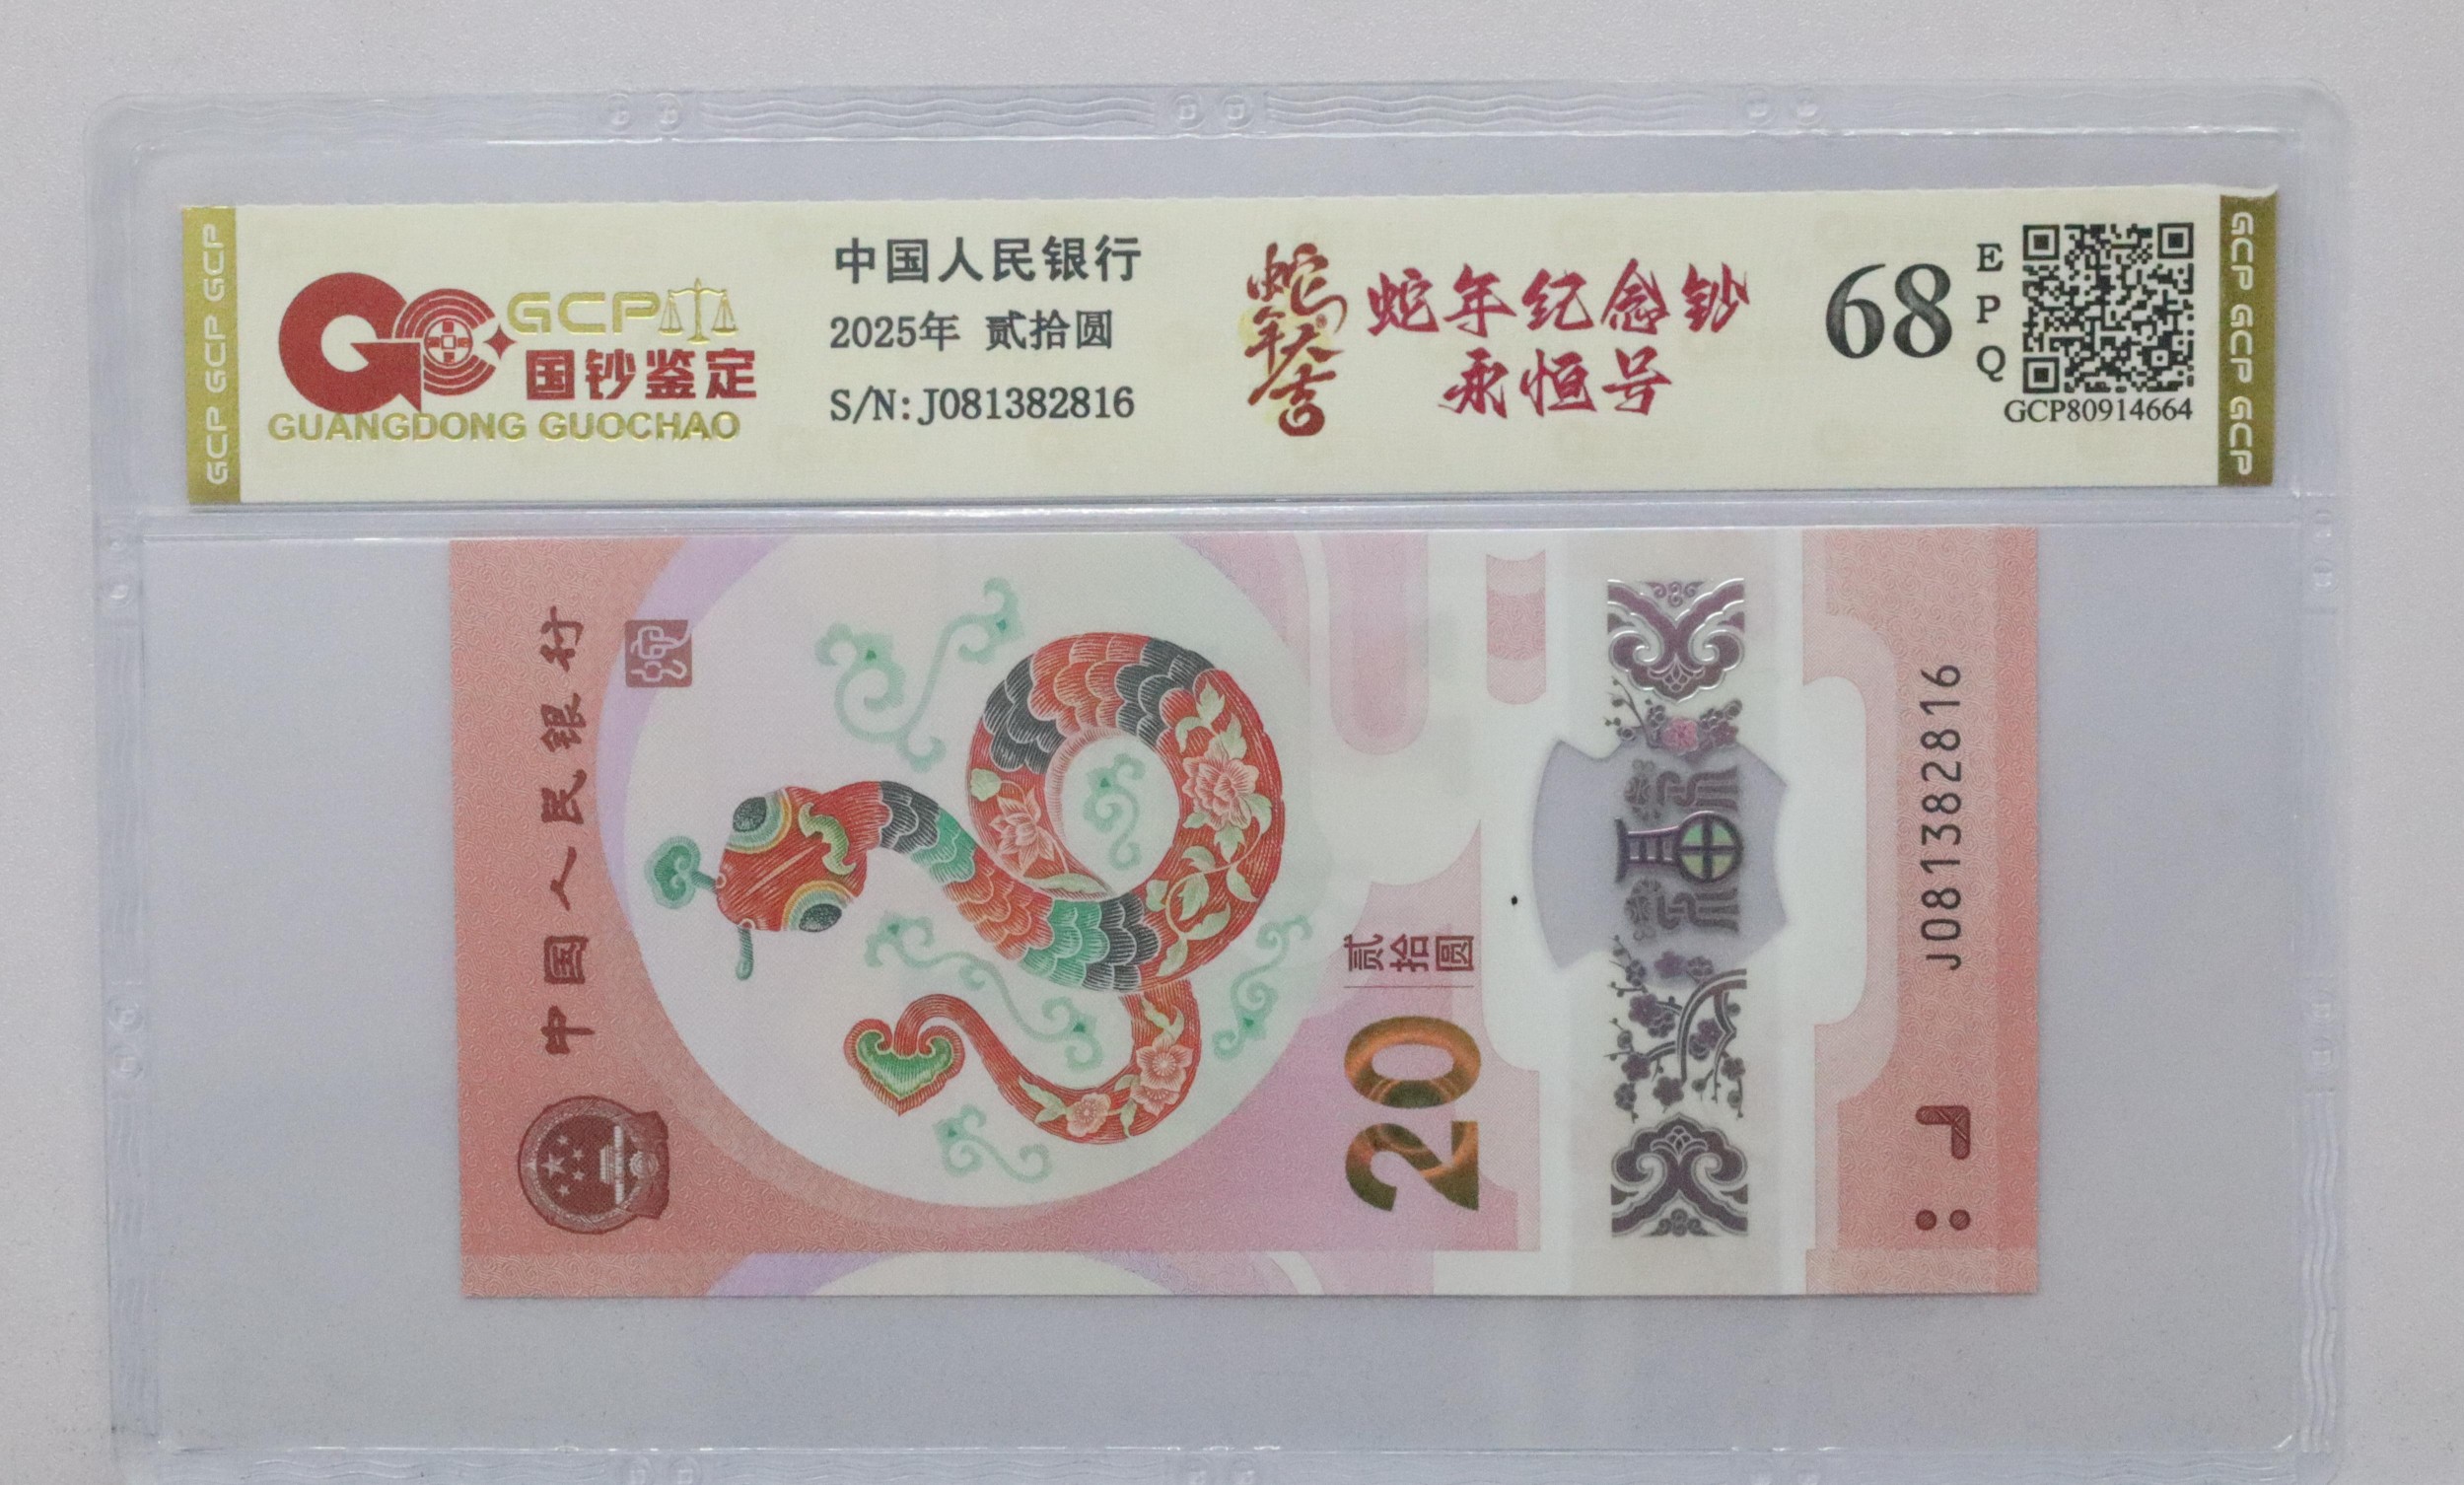 GCP GCP GCP
GCP
国钞鉴定
GUANGDONG GUOCHAO
中国人民银行
2025年 贰拾圆
S/N: J081382816
蛇年大吉
蛇年纪念钞
永恒号
68
EPQ
GCP80914664
GCP GCP GCP
中国人民银行
贰拾圆
20
J081382816